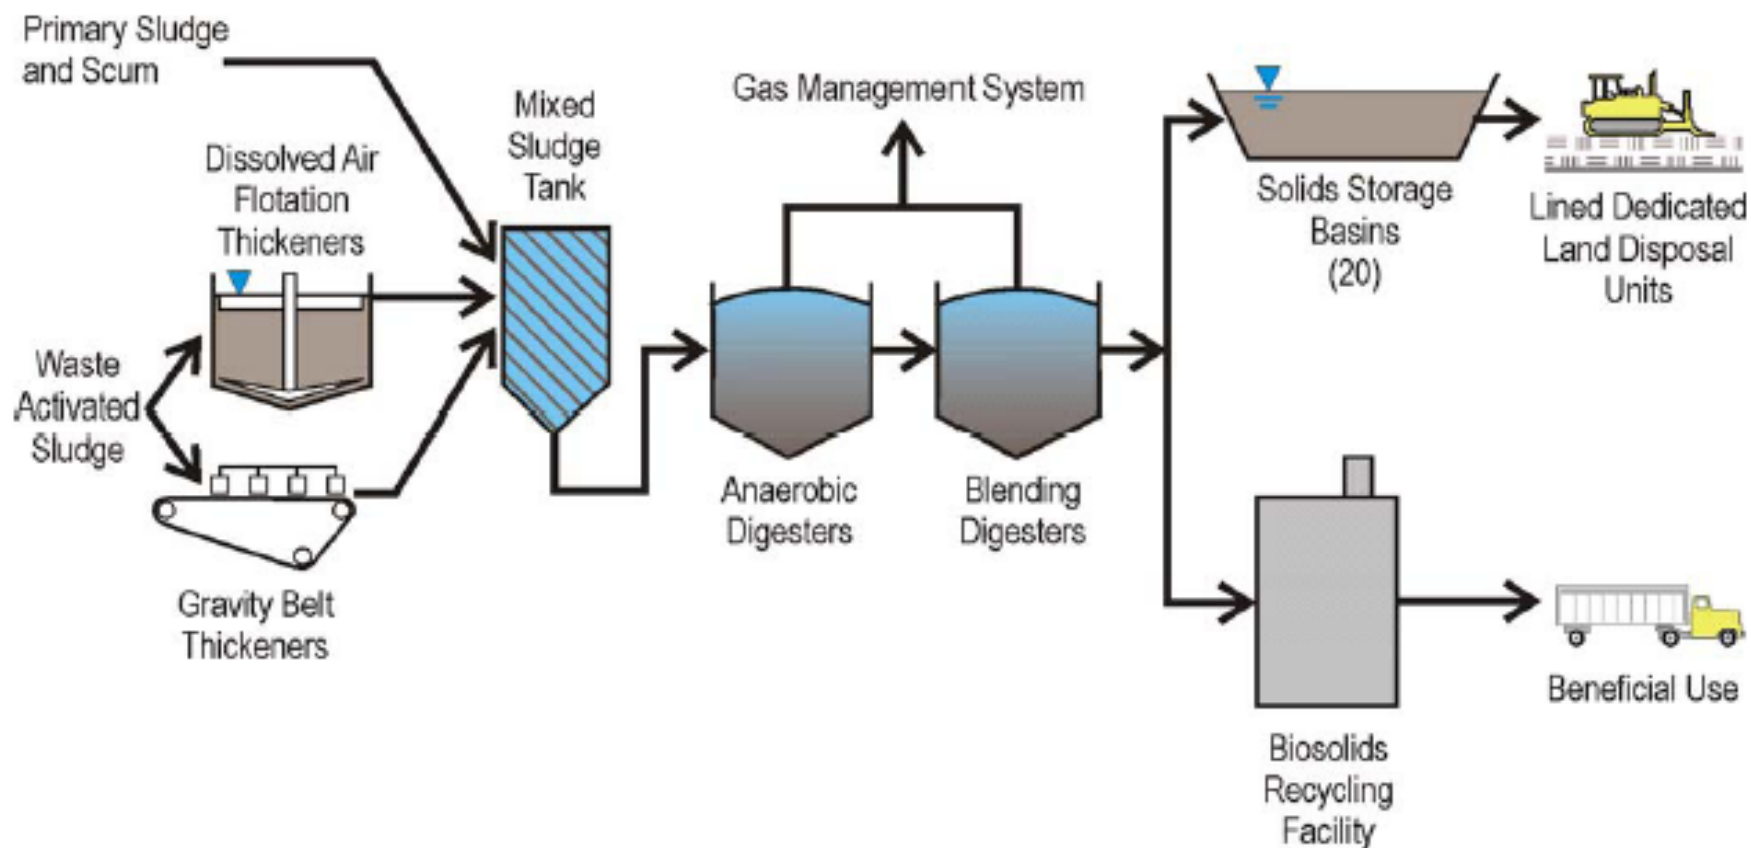 Primary Sludge
and Scum
Dissolved Air
Flotation
Thickeners
Waste
Activated
Sludge
Gravity Belt
Thickeners
Mixed
Sludge
Tank
Gas Management System
Anaerobic
Digesters
Blending
Digesters
Solids Storage
Basins
(20)
Lined Dedicated
Land Disposal
Units
Biosolids
Recycling
Facility
Beneficial Use